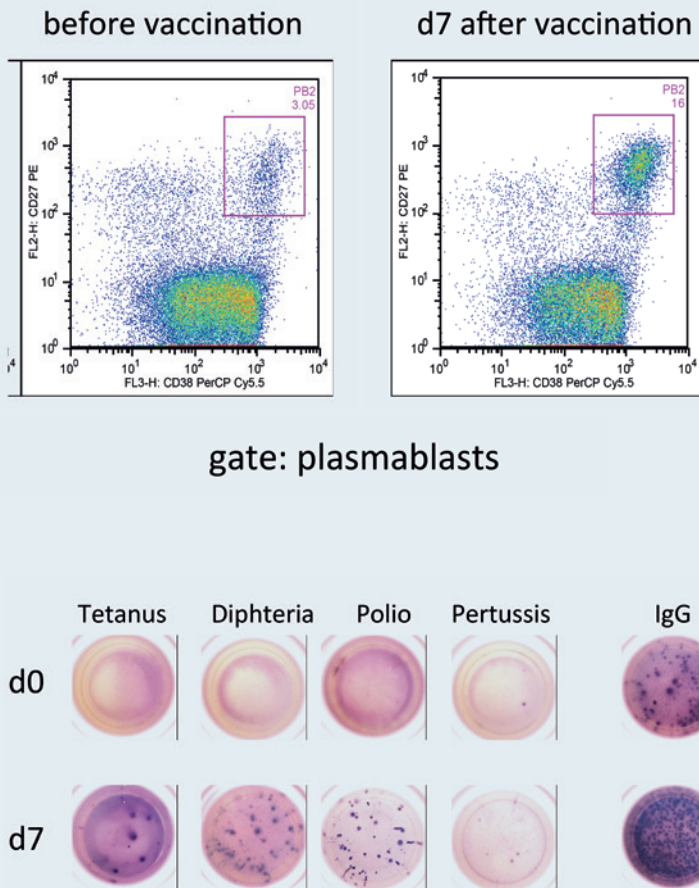 before vaccination
d7 after vaccination
10⁴
PB2
3.05
10³
10²
10¹
10⁰
FL2-H: CD27 PE
10⁰ 10¹ 10² 10³ 10⁴
FL3-H: CD38 PerCP Cy5.5
4
10⁴
PB2
16
10³
10²
10¹
10⁰
FL2-H: CD27 PE
10⁰ 10¹ 10² 10³ 10⁴
FL3-H: CD38 PerCP Cy5.5
gate: plasmablasts
Tetanus Diphteria Polio Pertussis IgG
d0
d7